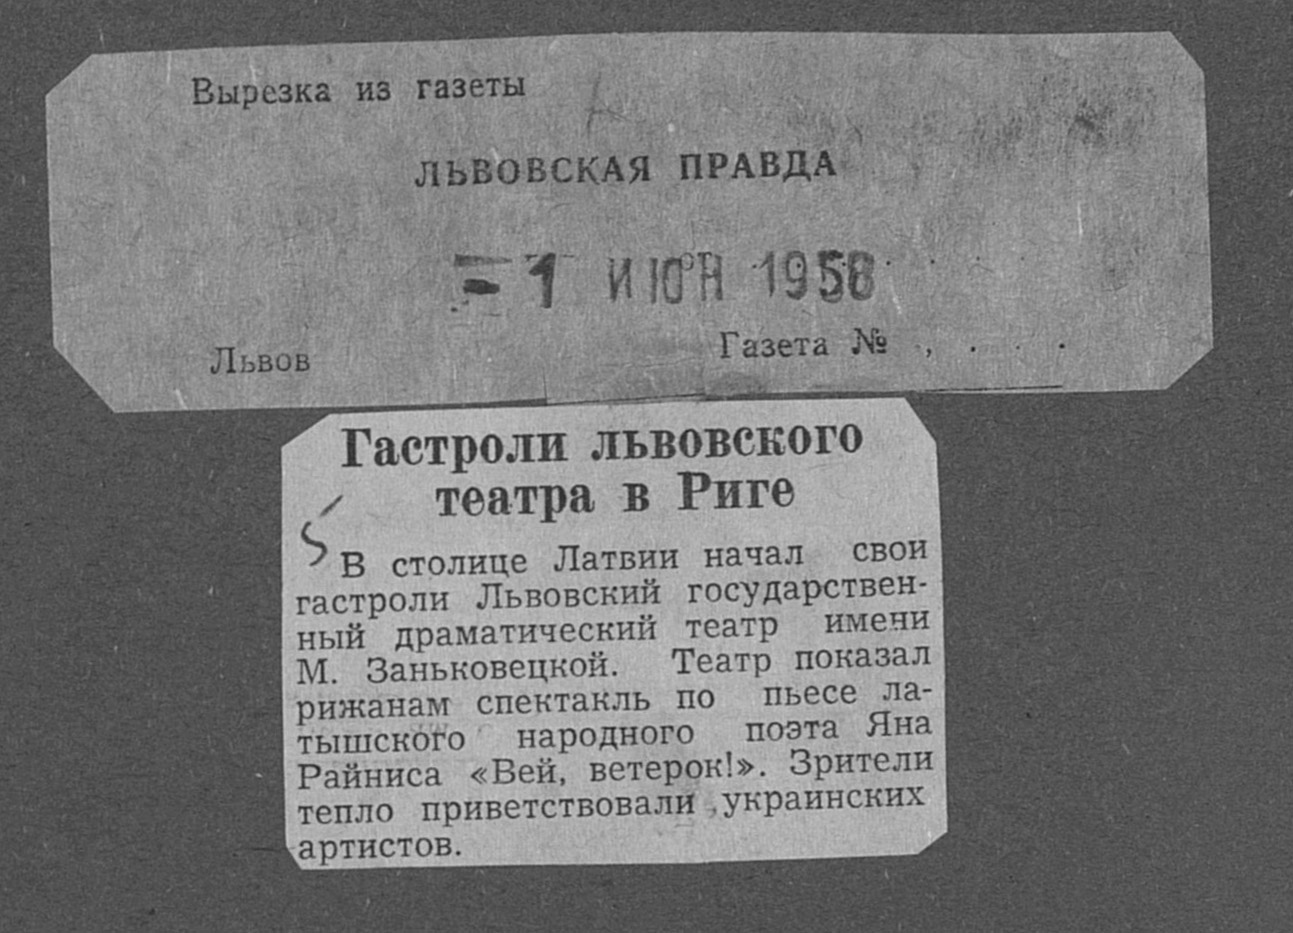 Вырезка из газеты
ЛЬВОВСКАЯ ПРАВДА
- 1 ИЮН 1958
Львов
Газета № , . . .
Гастроли львовского
театра в Риге
В столице Латвии начал свои
гастроли Львовский государствен-
ный драматический театр имени
М. Заньковецкой. Театр показал
рижанам спектакль по пьесе ла-
тышского народного поэта Яна
Райниса «Вей, ветерок!». Зрители
тепло приветствовали украинских
артистов.